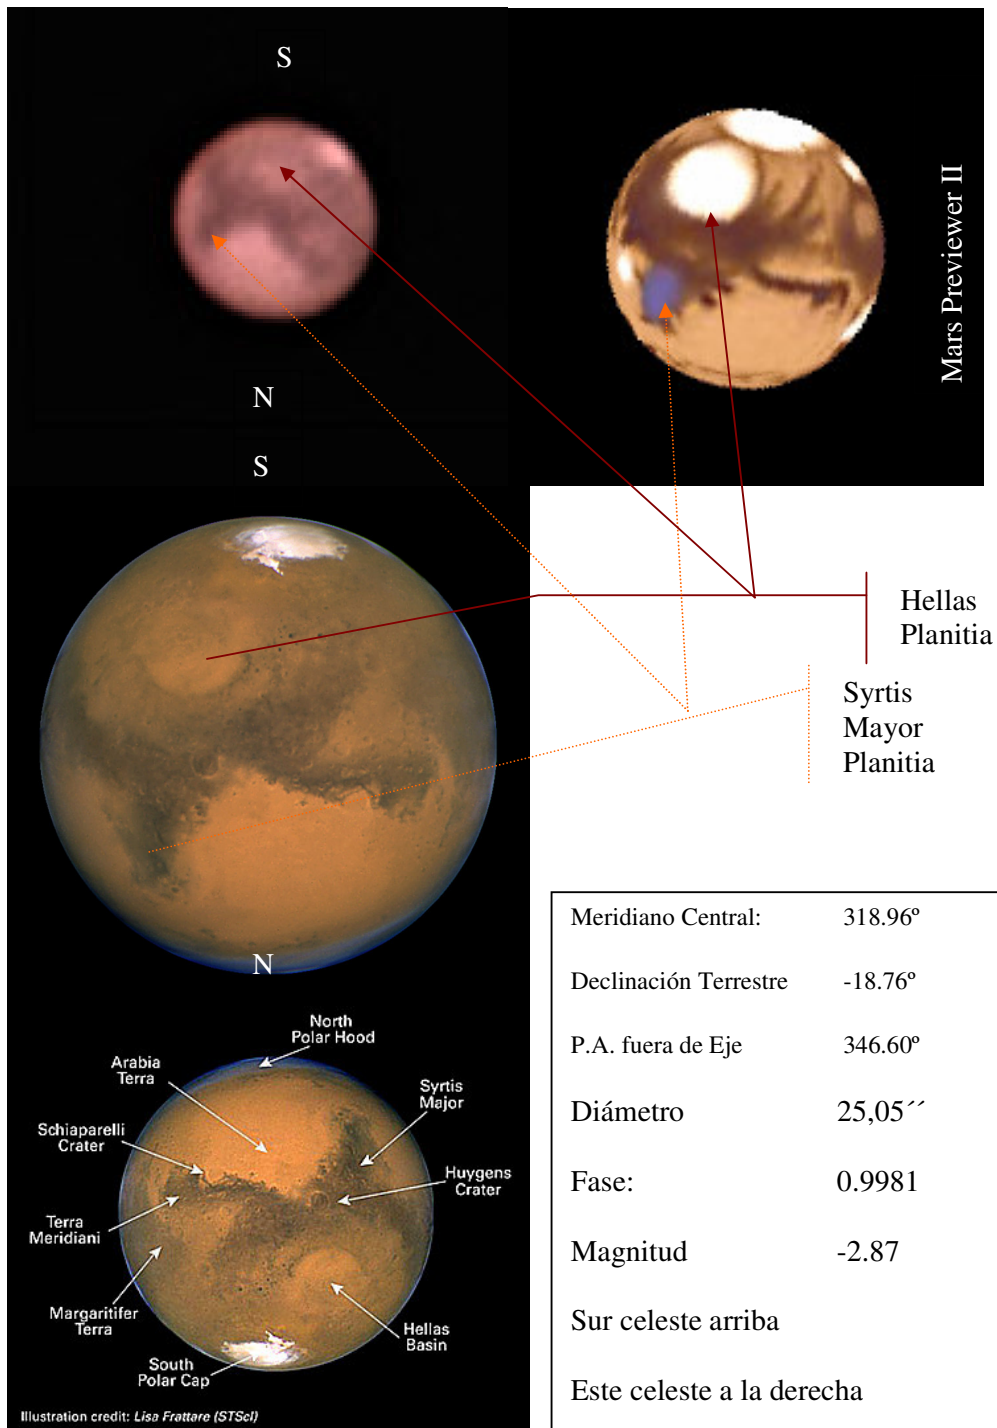 S
Mars Previewer II
N
S
Hellas
Planitia
Syrtis
Mayor
Planitia
N
North
Polar Hood
Arabia
Terra
Syrtis
Major
Schiaparelli
Crater
Huygens
Crater
Terra
Meridiani
Margaritifer
Terra
Hellas
Basin
South
Polar Cap
Illustration credit: Lisa Frattare (STScI)
Meridiano Central: 318.96º
Declinación Terrestre -18.76º
P.A. fuera de Eje 346.60º
Diámetro 25,05´´
Fase: 0.9981
Magnitud -2.87
Sur celeste arriba
Este celeste a la derecha